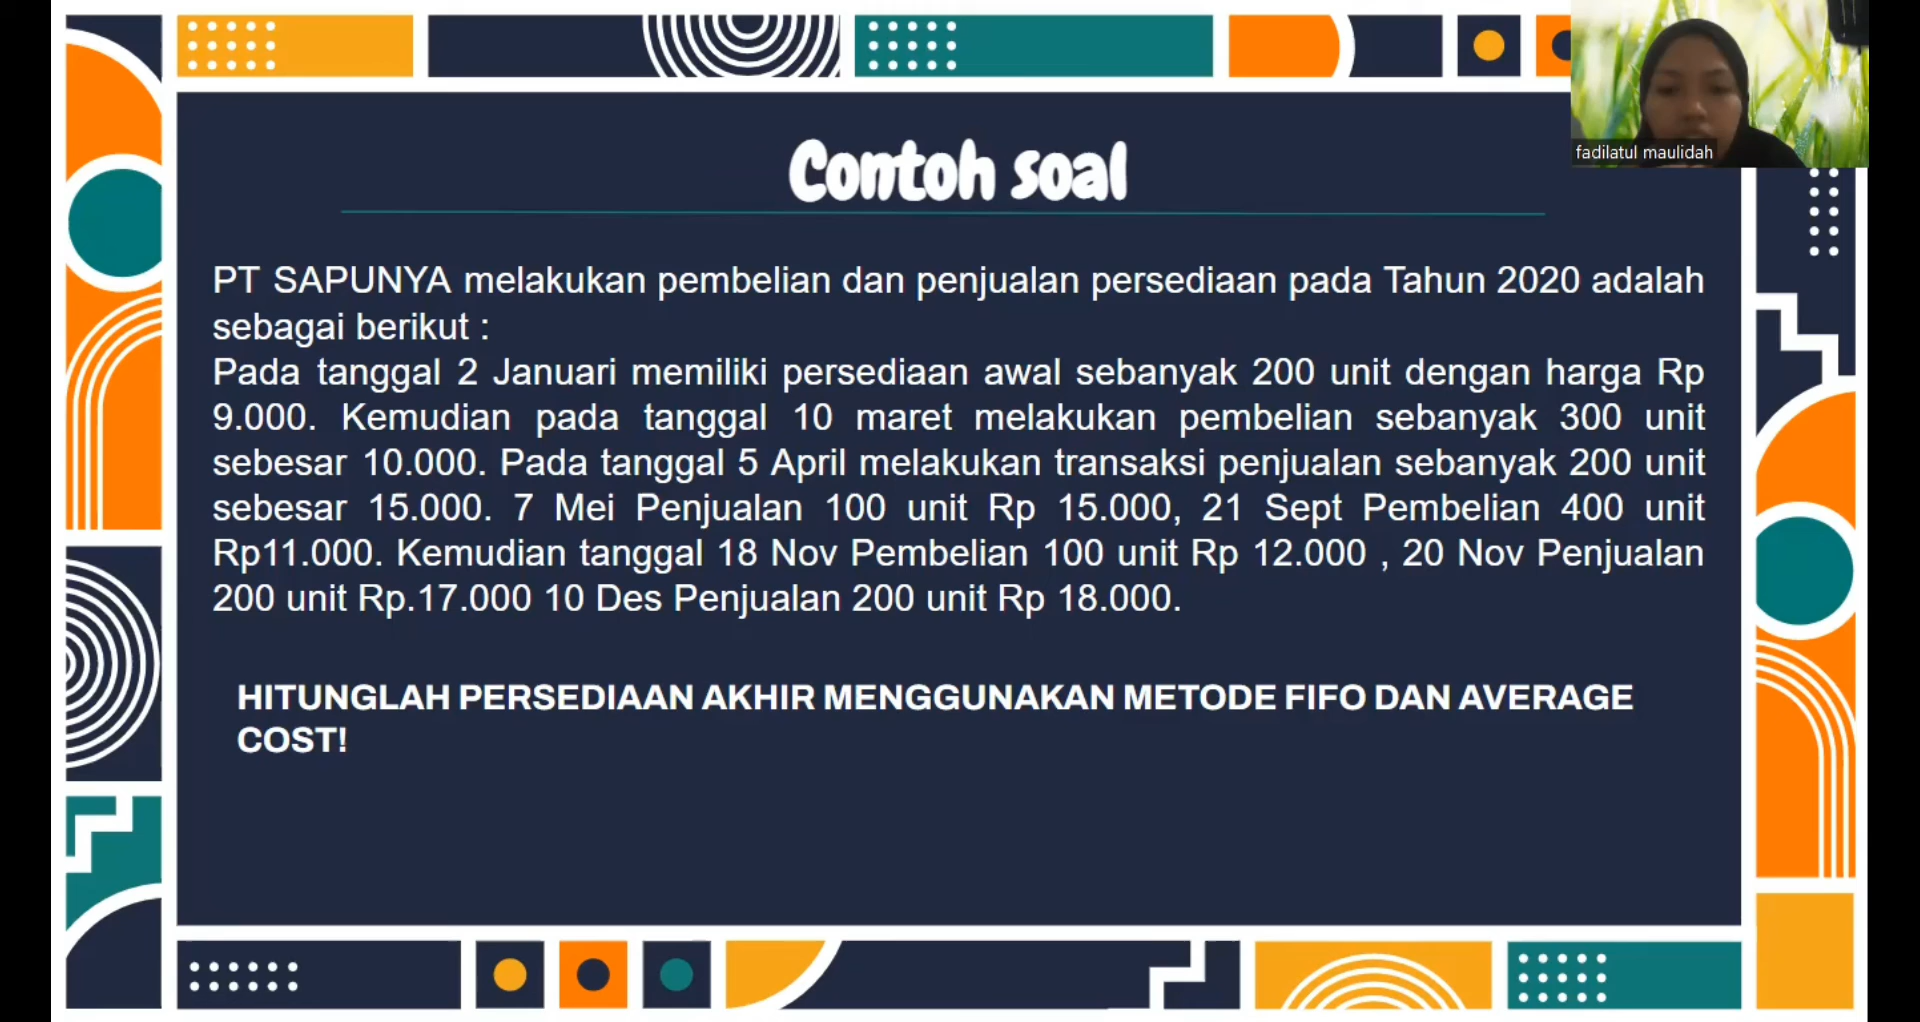 Contoh soal
fadilatul maulidah
PT SAPUNYA melakukan pembelian dan penjualan persediaan pada Tahun 2020 adalah
sebagai berikut :
Pada tanggal 2 Januari memiliki persediaan awal sebanyak 200 unit dengan harga Rp
9.000. Kemudian pada tanggal 10 maret melakukan pembelian sebanyak 300 unit
sebesar 10.000. Pada tanggal 5 April melakukan transaksi penjualan sebanyak 200 unit
sebesar 15.000. 7 Mei Penjualan 100 unit Rp 15.000, 21 Sept Pembelian 400 unit
Rp11.000. Kemudian tanggal 18 Nov Pembelian 100 unit Rp 12.000 , 20 Nov Penjualan
200 unit Rp.17.000 10 Des Penjualan 200 unit Rp 18.000.
HITUNGLAH PERSEDIAAN AKHIR MENGGUNAKAN METODE FIFO DAN AVERAGE
COST!